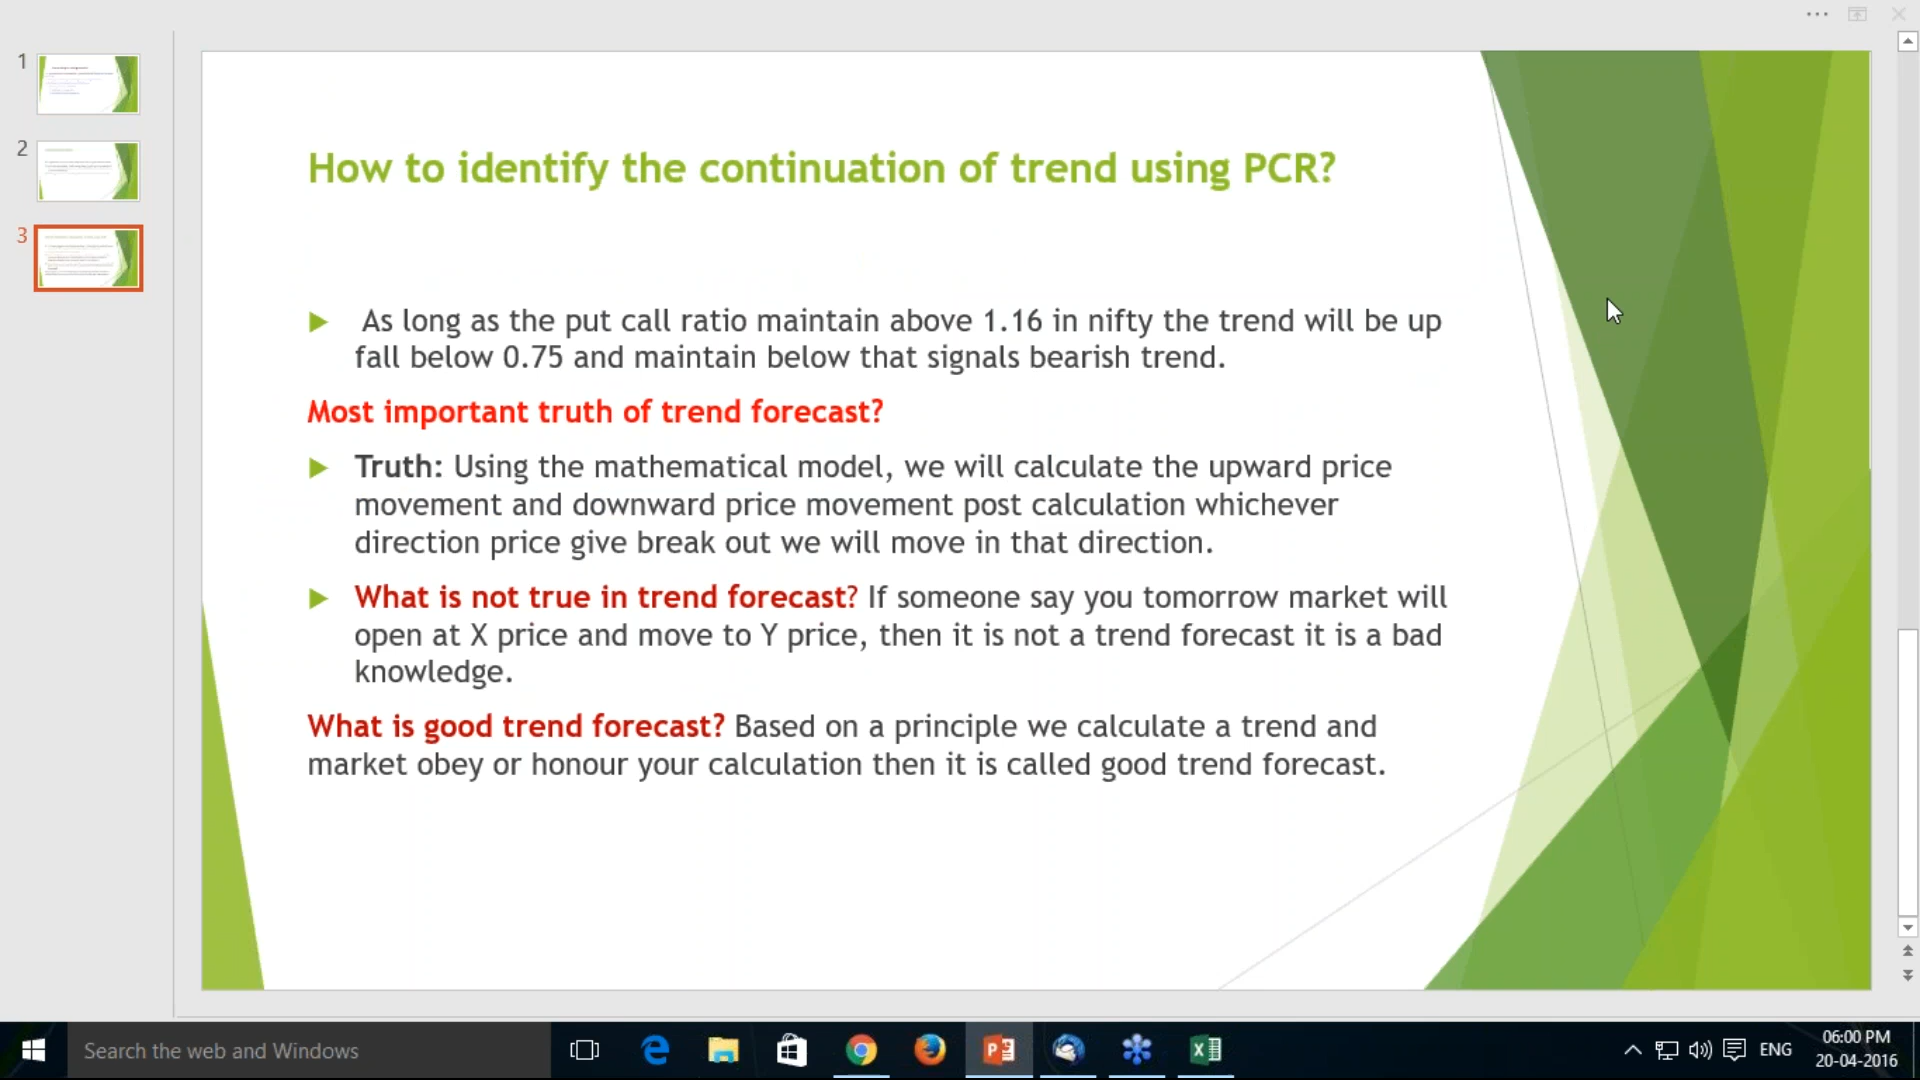 1
2
3
How to identify the continuation of trend using PCR?
As long as the put call ratio maintain above 1.16 in nifty the trend will be up
fall below 0.75 and maintain below that signals bearish trend.
Most important truth of trend forecast?
Truth: Using the mathematical model, we will calculate the upward price
movement and downward price movement post calculation whichever
direction price give break out we will move in that direction.
What is not true in trend forecast? If someone say you tomorrow market will
open at X price and move to Y price, then it is not a trend forecast it is a bad
knowledge.
What is good trend forecast? Based on a principle we calculate a trend and
market obey or honour your calculation then it is called good trend forecast.
Search the web and Windows
ENG
06:00 PM
20-04-2016